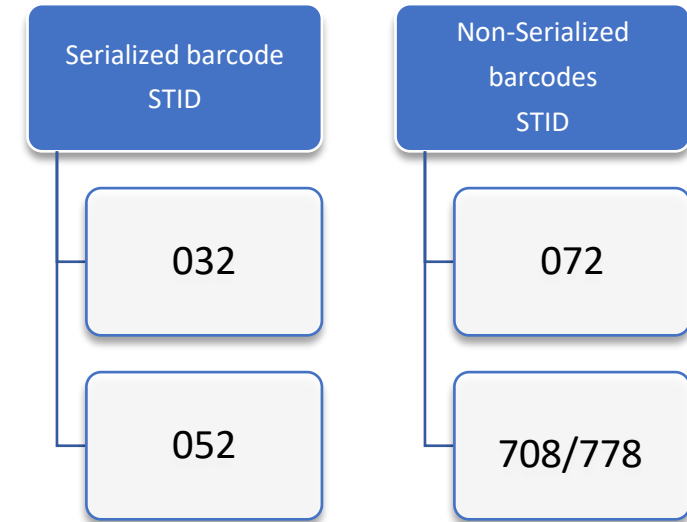 Serialized barcode
STID
032
052
Non-Serialized
barcodes
STID
072
708/778